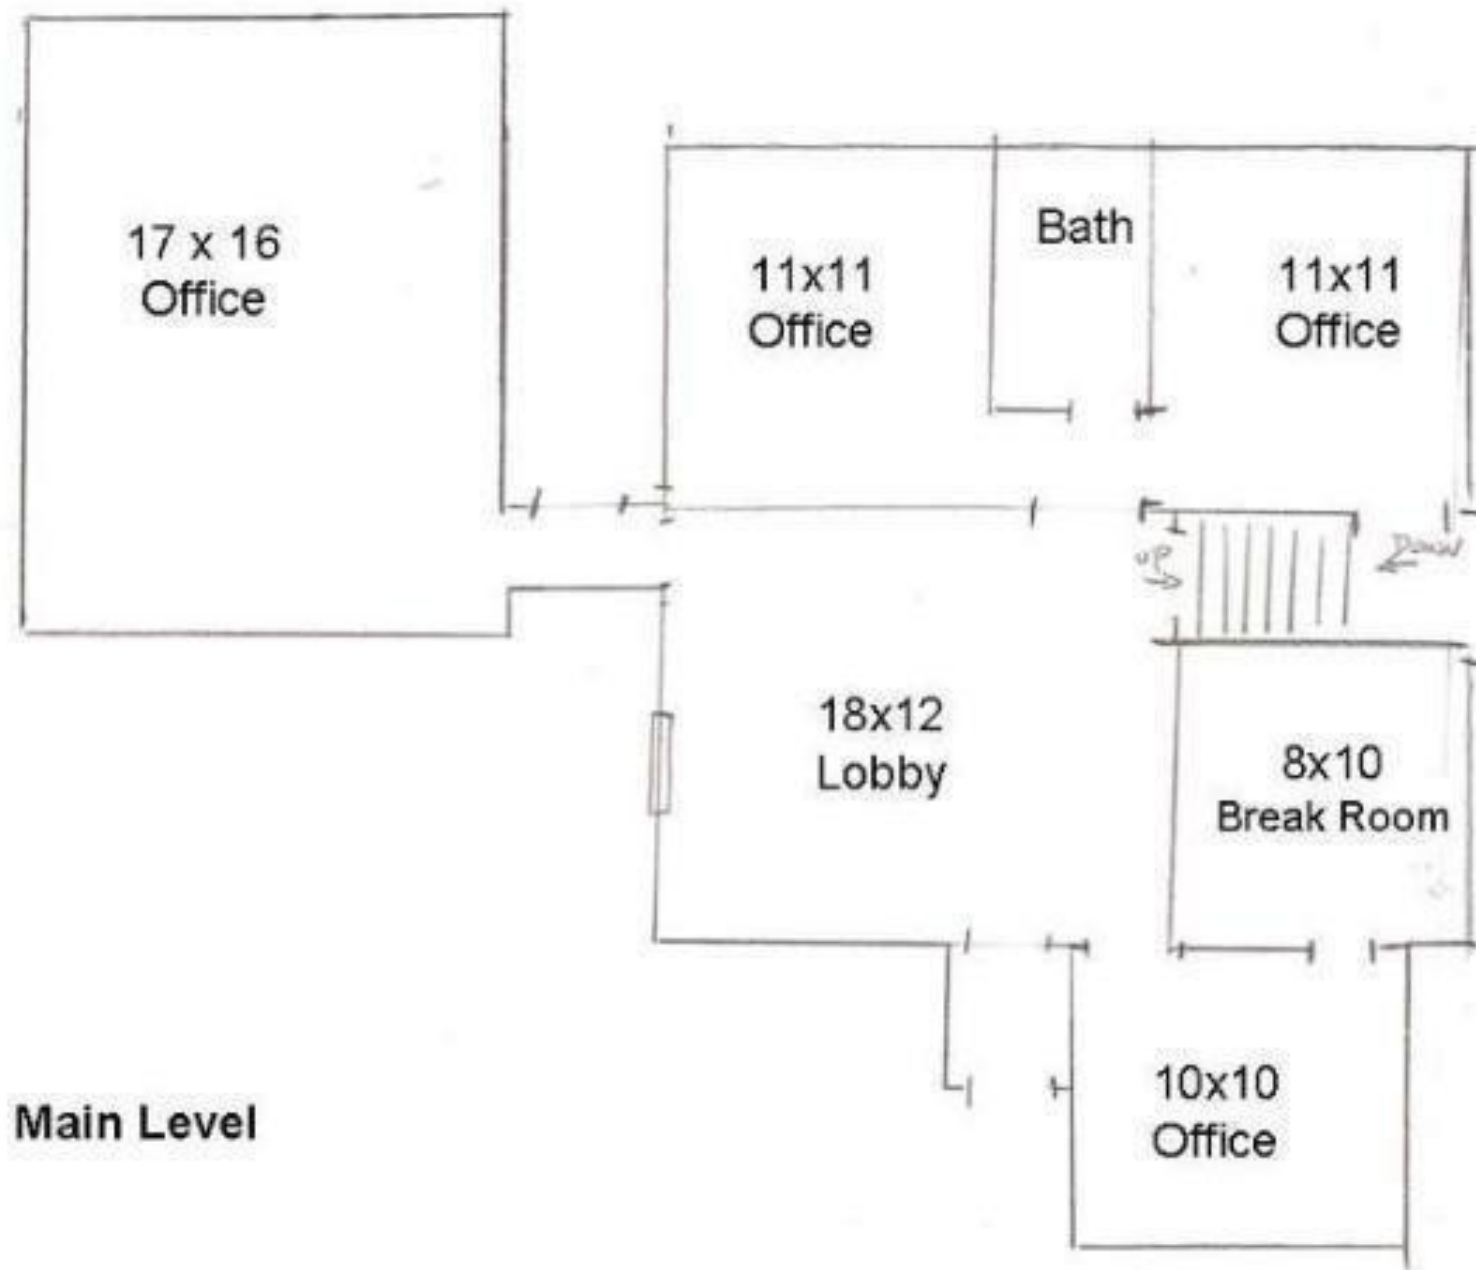 17 x 16
Office
11x11
Office
Bath
11x11
Office
UP
Down
18x12
Lobby
8x10
Break Room
10x10
Office
Main Level